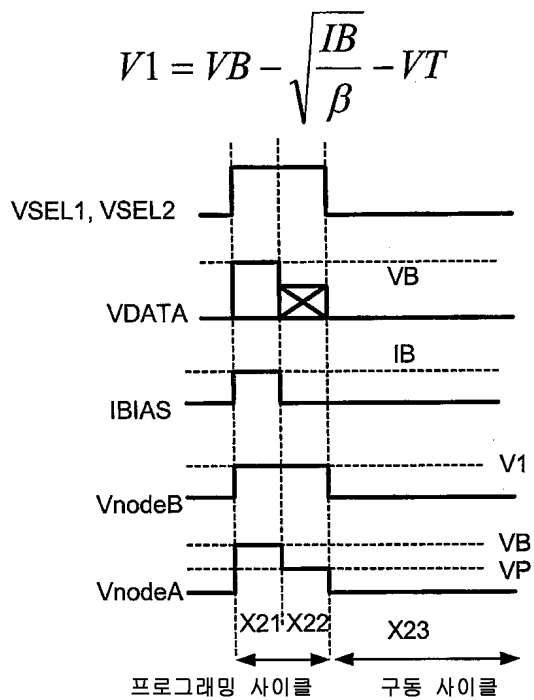 V1 = VB - √(IB/β) - VT
VSEL1, VSEL2
VDATA
VB
IB
IBIAS
V1
VnodeB
VB
VP
VnodeA
X21 X22 X23
프로그래밍 사이클 구동 사이클